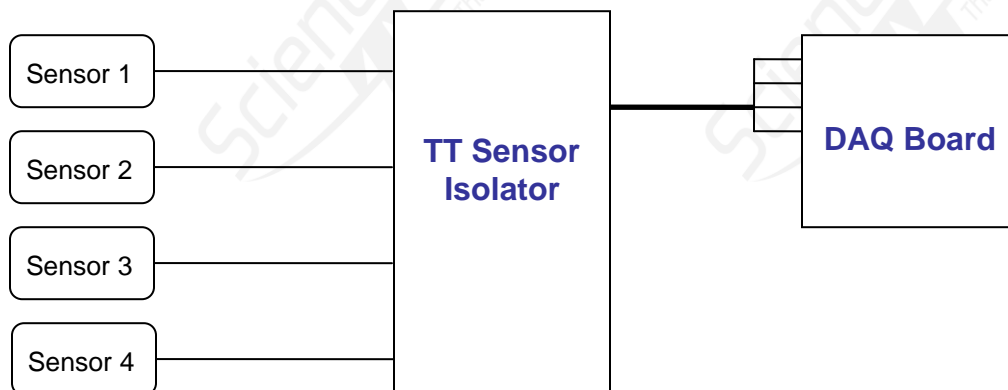 Sensor 1
Sensor 2
Sensor 3
Sensor 4
TT Sensor
Isolator
DAQ Board